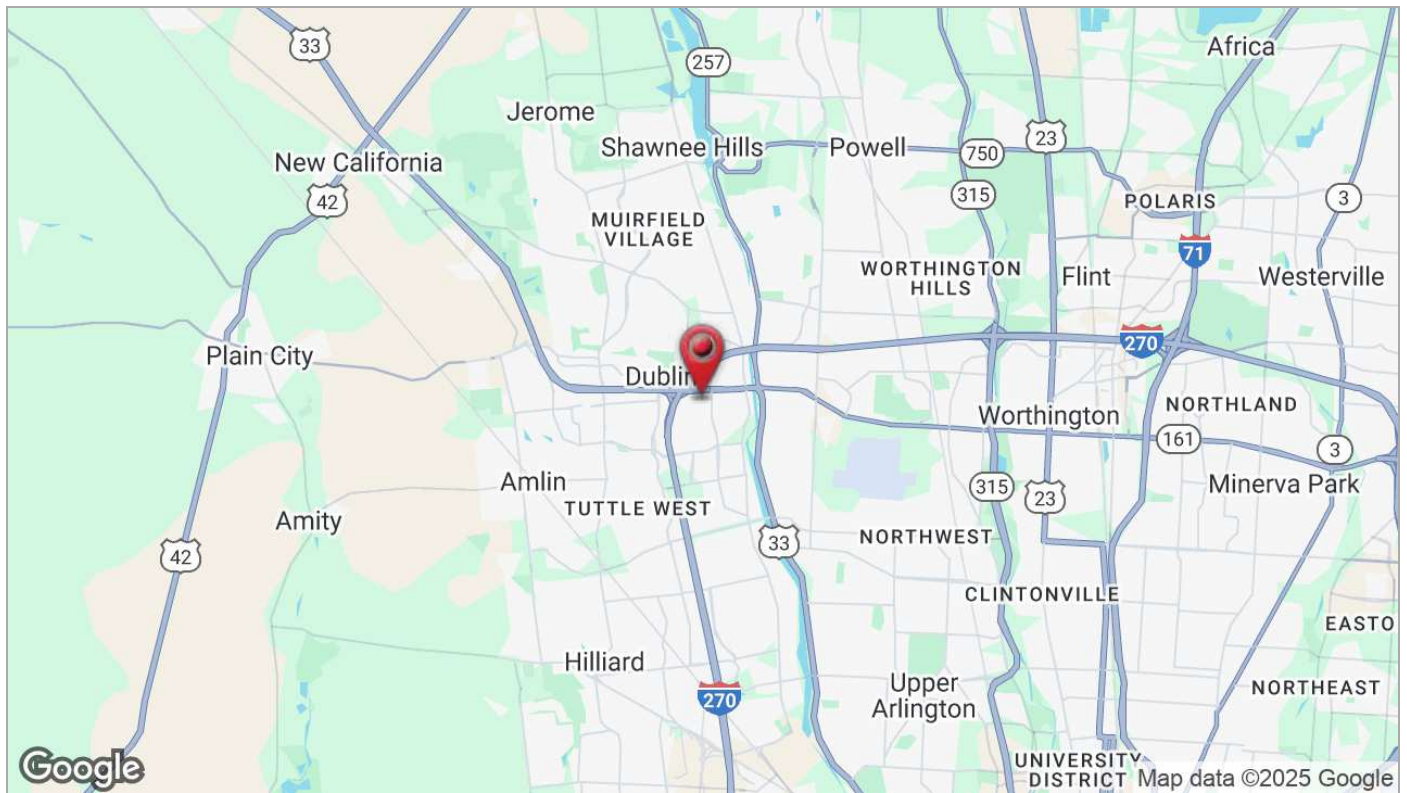 33
257
Africa
Jerome
23
Shawnee Hills
Powell
750
New California
315
42
POLARIS
3
MUIRFIELD
VILLAGE
71
WORTHINGTON
HILLS
Flint
Westerville
270
Plain City
Dublin
NORTHLAND
Worthington
161
3
Amlin
315
23
Minerva Park
TUTTLE WEST
Amity
NORTHWEST
33
42
CLINTONVILLE
EASTO
Hilliard
Upper
Arlington
NORTHEAST
270
UNIVERSITY
DISTRICT
Google
Map data ©2025 Google